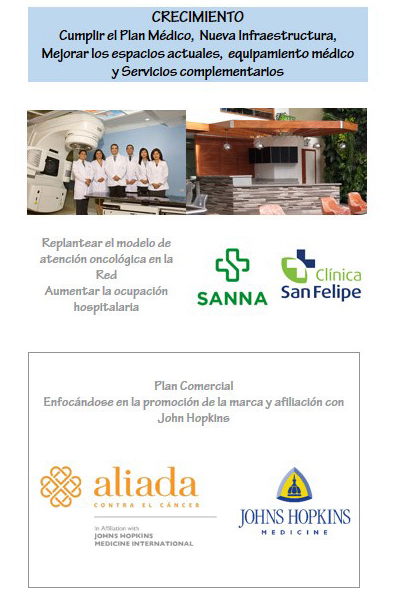 CRECIMIENTO
Cumplir el Plan Médico, Nueva Infraestructura,
Mejorar los espacios actuales, equipamiento médico
y Servicios complementarios
Replantear el modelo de
atención oncológica en la
Red
Aumentar la ocupación
hospitalaria
SANNA
Clínica
San Felipe
Plan Comercial
Enfocándose en la promoción de la marca y afiliación con
John Hopkins
aliada
CONTRA EL CÁNCER
in Affiliation with
JOHNS HOPKINS
MEDICINE INTERNATIONAL
JOHNS HOPKINS
MEDICINE